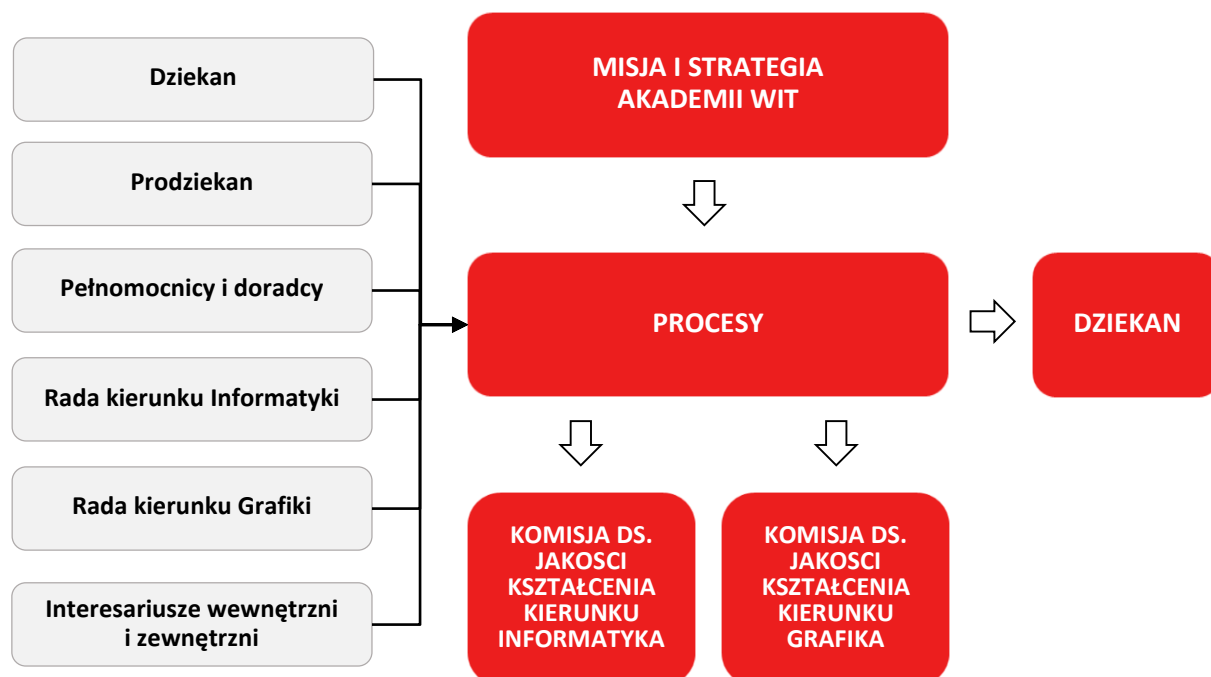 Dziekan
Prodziekan
Pełnomocnicy i doradcy
Rada kierunku Informatyki
Rada kierunku Grafiki
Interesariusze wewnętrzni
i zewnętrzni
MISJA I STRATEGIA
AKADEMII WIT
PROCESY
DZIEKAN
KOMISJA DS.
JAKOSCI
KSZTAŁCENIA
KIERUNKU
INFORMATYKA
KOMISJA DS.
JAKOSCI
KSZTAŁCENIA
KIERUNKU
GRAFIKA